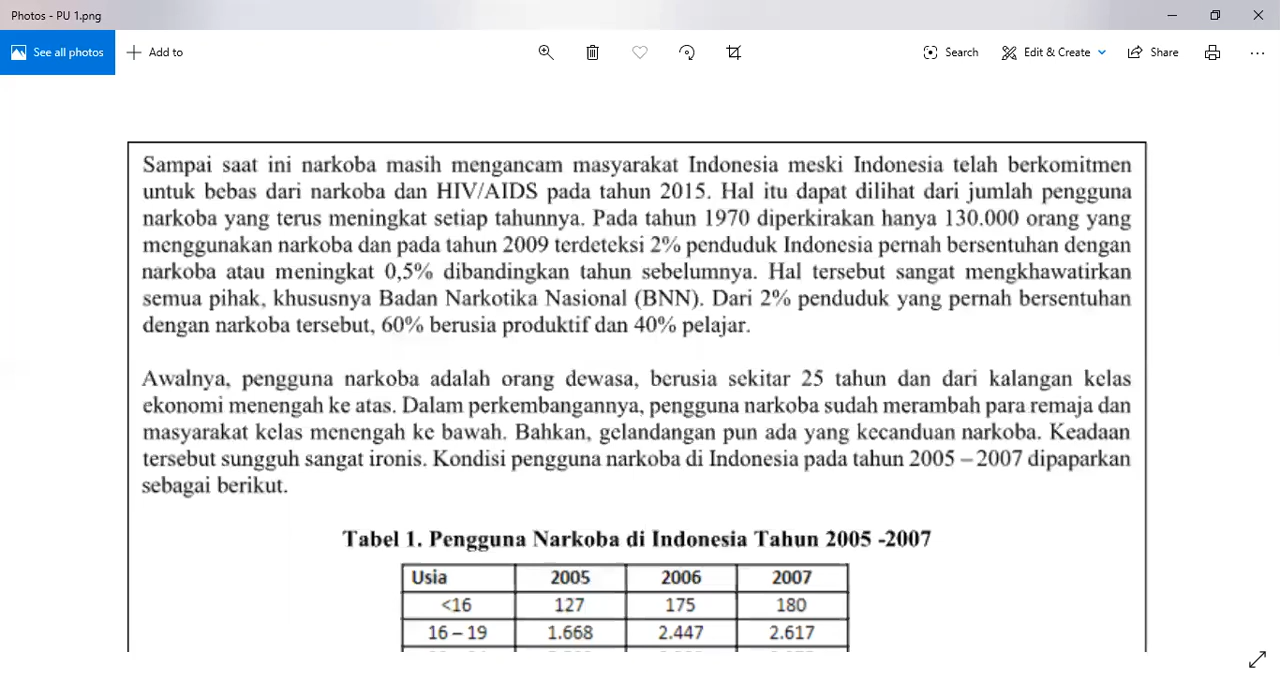 Photos - PU 1.png
See all photos
Add to
Search
Edit & Create
Share
Sampai saat ini narkoba masih mengancam masyarakat Indonesia meski Indonesia telah berkomitmen
untuk bebas dari narkoba dan HIV/AIDS pada tahun 2015. Hal itu dapat dilihat dari jumlah pengguna
narkoba yang terus meningkat setiap tahunnya. Pada tahun 1970 diperkirakan hanya 130.000 orang yang
menggunakan narkoba dan pada tahun 2009 terdeteksi 2% penduduk Indonesia pernah bersentuhan dengan
narkoba atau meningkat 0,5% dibandingkan tahun sebelumnya. Hal tersebut sangat mengkhawatirkan
semua pihak, khususnya Badan Narkotika Nasional (BNN). Dari 2% penduduk yang pernah bersentuhan
dengan narkoba tersebut, 60% berusia produktif dan 40% pelajar.
Awalnya, pengguna narkoba adalah orang dewasa, berusia sekitar 25 tahun dan dari kalangan kelas
ekonomi menengah ke atas. Dalam perkembangannya, pengguna narkoba sudah merambah para remaja dan
masyarakat kelas menengah ke bawah. Bahkan, gelandangan pun ada yang kecanduan narkoba. Keadaan
tersebut sungguh sangat ironis. Kondisi pengguna narkoba di Indonesia pada tahun 2005 – 2007 dipaparkan
sebagai berikut.
Tabel 1. Pengguna Narkoba di Indonesia Tahun 2005 -2007
Usia 2005 2006 2007
<16 127 175 180
16 – 19 1.668 2.447 2.617